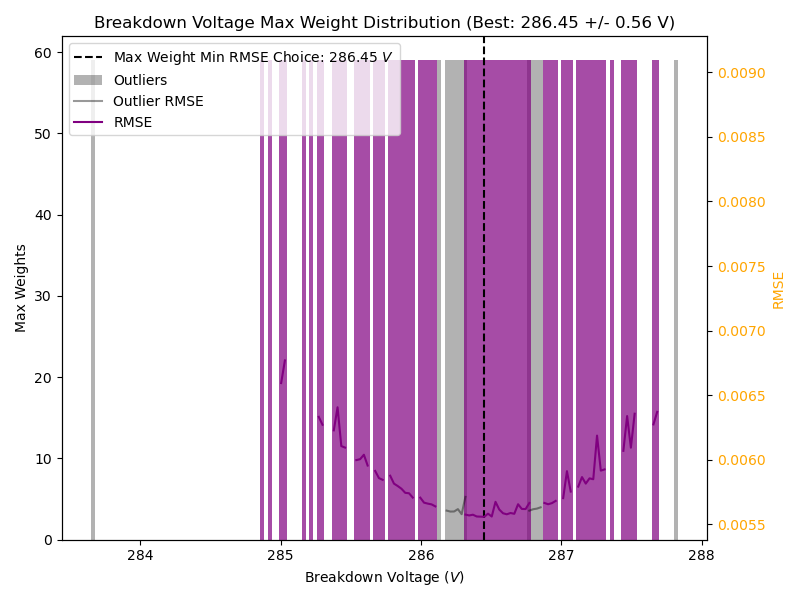 Breakdown Voltage Max Weight Distribution (Best: 286.45 +/- 0.56 V)
Max Weight Min RMSE Choice: 286.45 V
Outliers
Outlier RMSE
RMSE
60
50
40
30
20
10
0
Max Weights
0.0090
0.0085
0.0080
0.0075
0.0070
0.0065
0.0060
0.0055
RMSE
284
285
286
287
288
Breakdown Voltage (V)